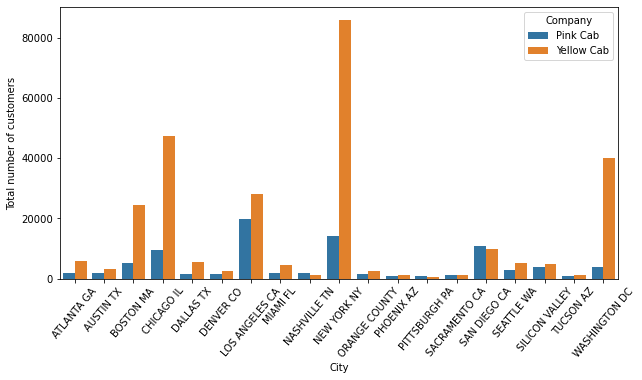 Company
Pink Cab
Yellow Cab
Total number of customers
80000
60000
40000
20000
0
ATLANTA GA
AUSTIN TX
BOSTON MA
CHICAGO IL
DALLAS TX
DENVER CO
LOS ANGELES CA
MIAMI FL
NASHVILLE TN
NEW YORK NY
ORANGE COUNTY
PHOENIX AZ
PITTSBURGH PA
SACRAMENTO CA
SAN DIEGO CA
SEATTLE WA
SILICON VALLEY
TUCSON AZ
WASHINGTON DC
City